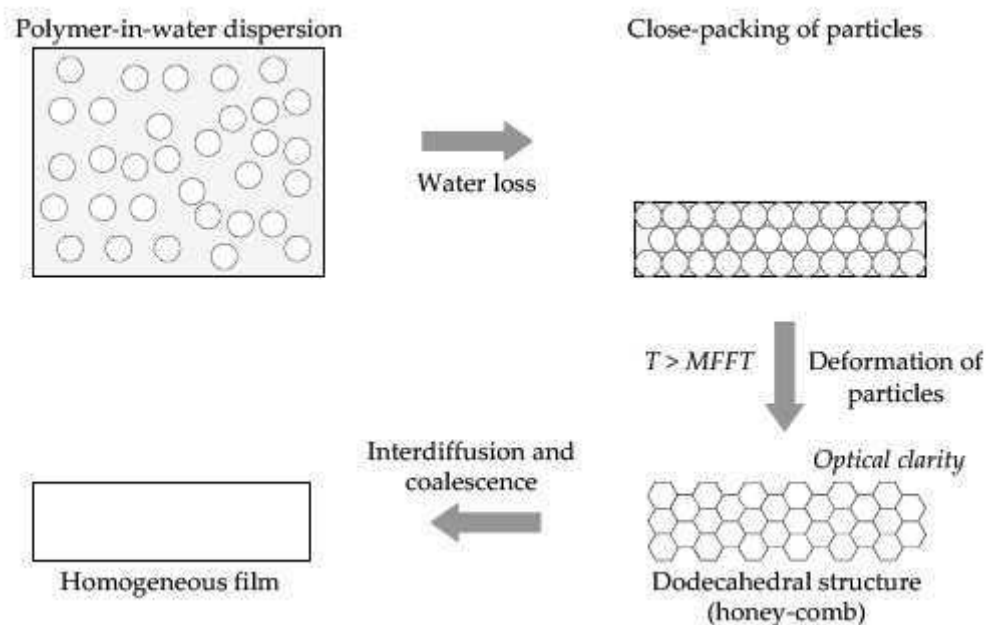 Polymer-in-water dispersion
Close-packing of particles
Water loss
T > MFFT
Deformation of
particles
Optical clarity
Dodecahedral structure
(honey-comb)
Interdiffusion and
coalescence
Homogeneous film